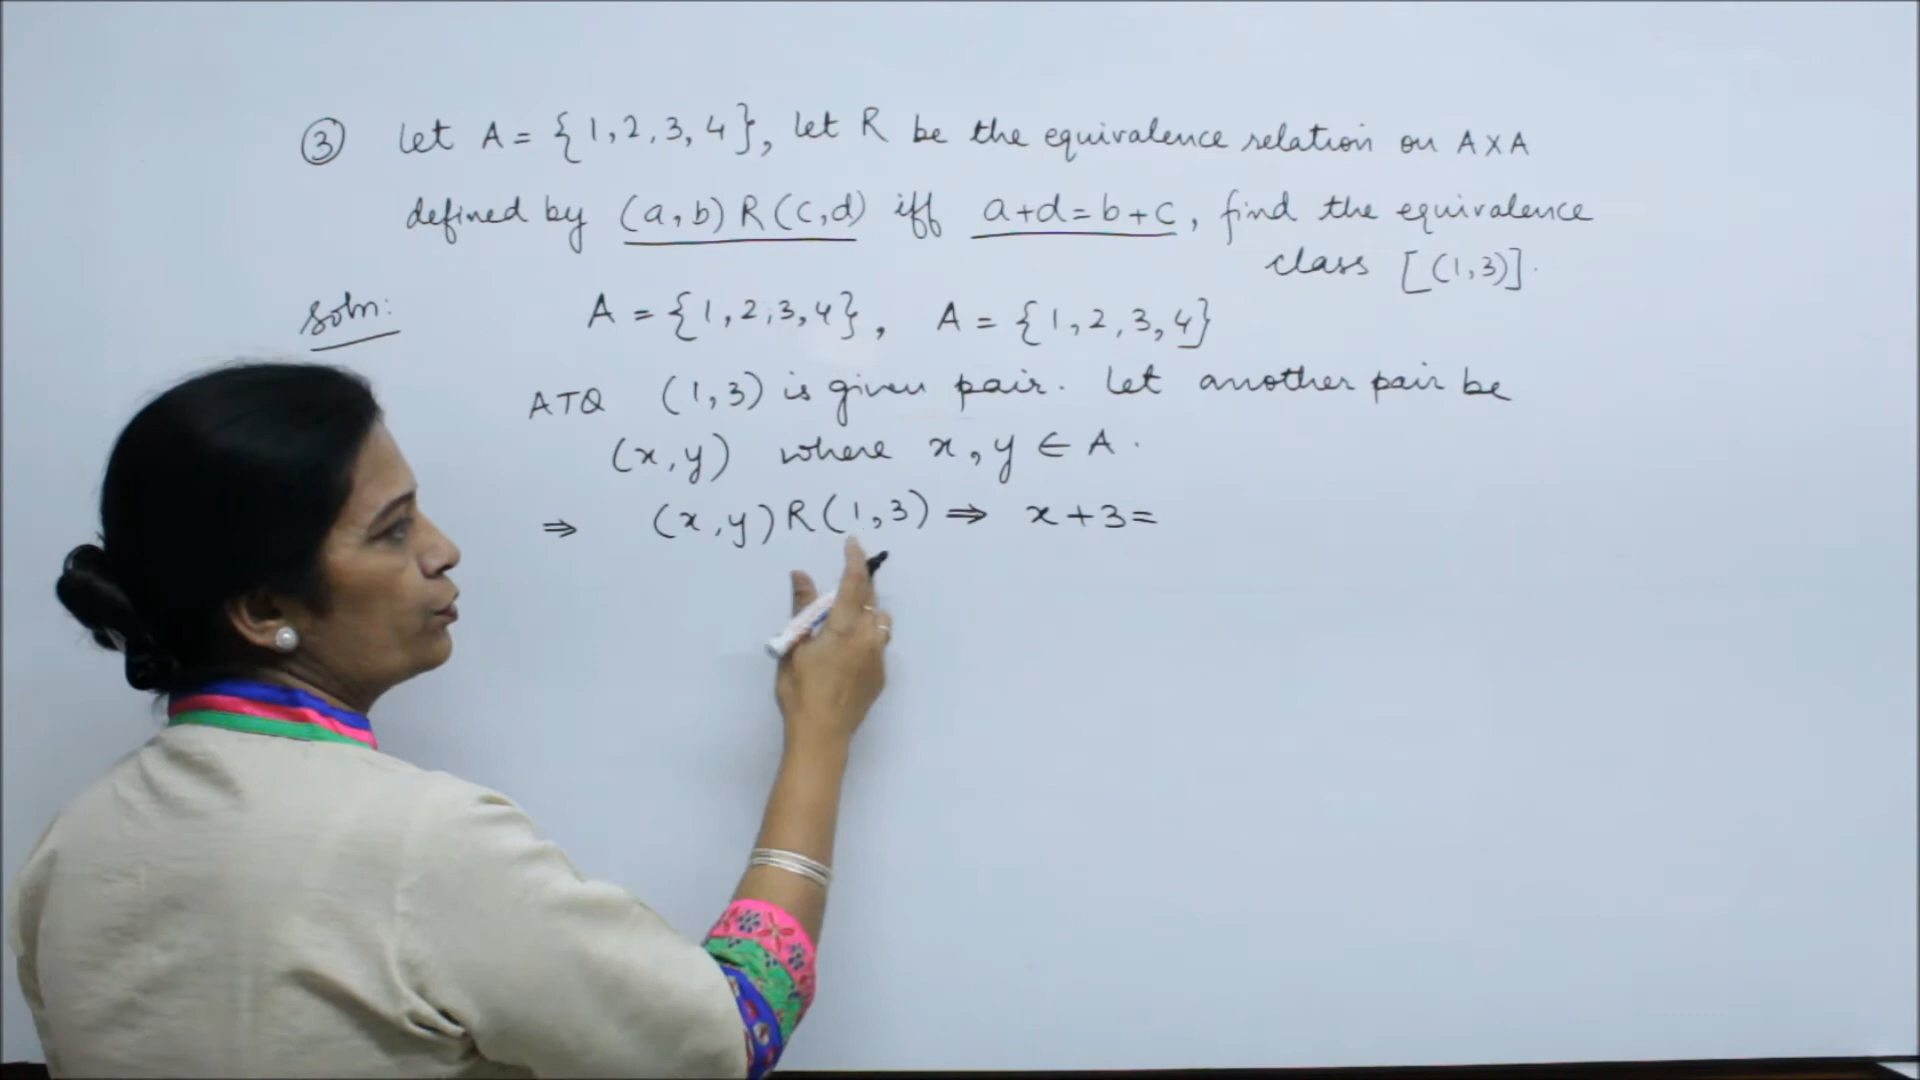 ③ Let A = {1,2,3,4}, let R be the equivalence relation on A×A
defined by (a,b) R (c,d) iff a+d=b+c, find the equivalence
class [(1,3)].
Soln: A = {1,2,3,4}, A = {1,2,3,4}
ATQ (1,3) is given pair. Let another pair be
(x,y) where x,y ∈ A.
⇒ (x,y) R (1,3) ⇒ x+3=